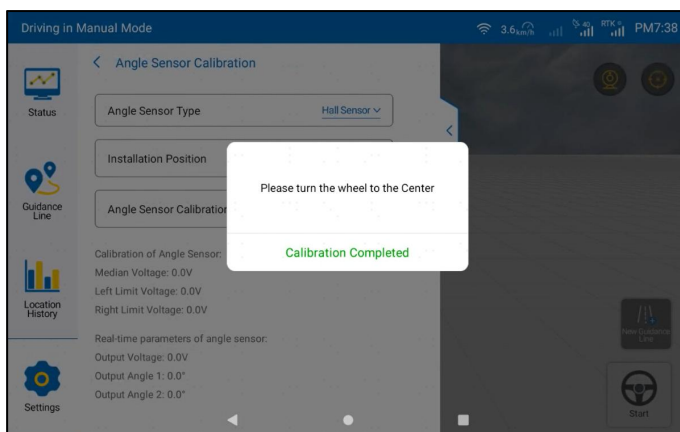 Driving in Manual Mode
3.6 km/h
4G
RTK
PM7:38
Status
Guidance
Line
Location
History
Settings
Angle Sensor Calibration
Angle Sensor Type
Hall Sensor
Installation Position
Angle Sensor Calibration
Calibration of Angle Sensor:
Median Voltage: 0.0V
Left Limit Voltage: 0.0V
Right Limit Voltage: 0.0V
Real-time parameters of angle sensor:
Output Voltage: 0.0V
Output Angle 1: 0.0°
Output Angle 2: 0.0°
Please turn the wheel to the Center
Calibration Completed
New Guidance
Line
Start